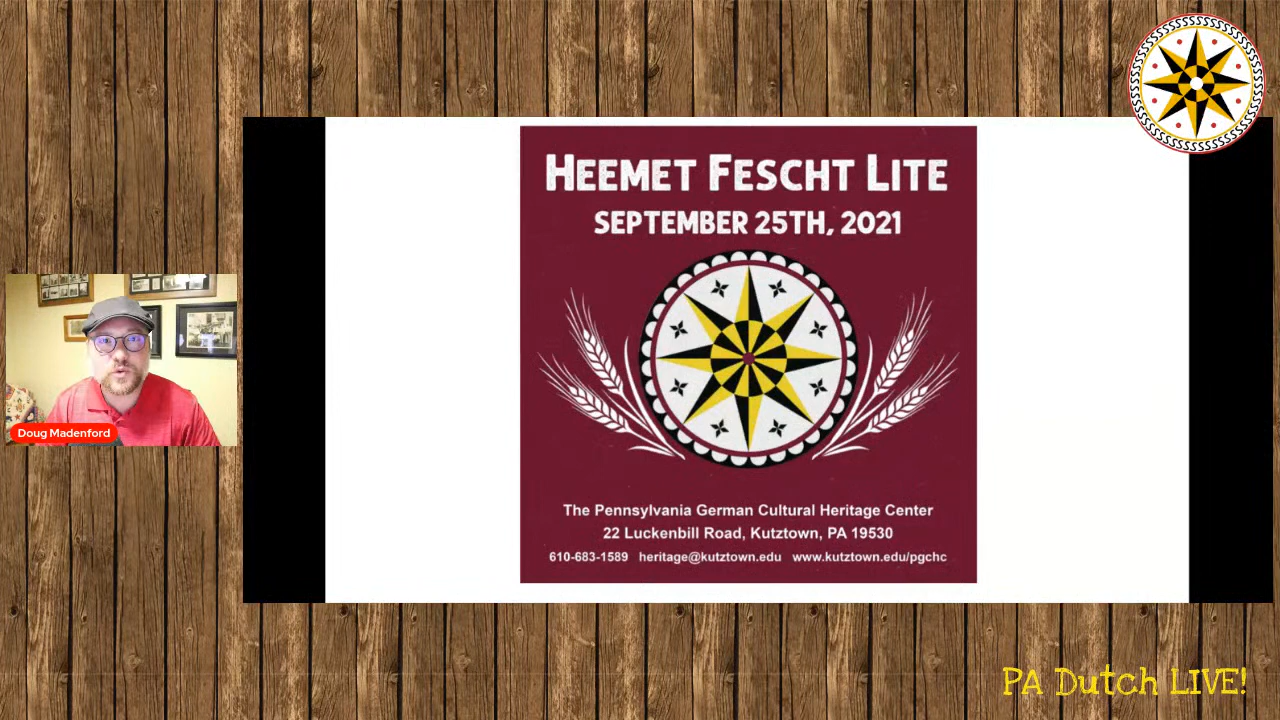 HEEMET FESCHT LITE
SEPTEMBER 25TH, 2021
The Pennsylvania German Cultural Heritage Center
22 Luckenbill Road, Kutztown, PA 19530
610-683-1589 heritage@kutztown.edu www.kutztown.edu/pgchc
Doug Madenford
PA Dutch LIVE!